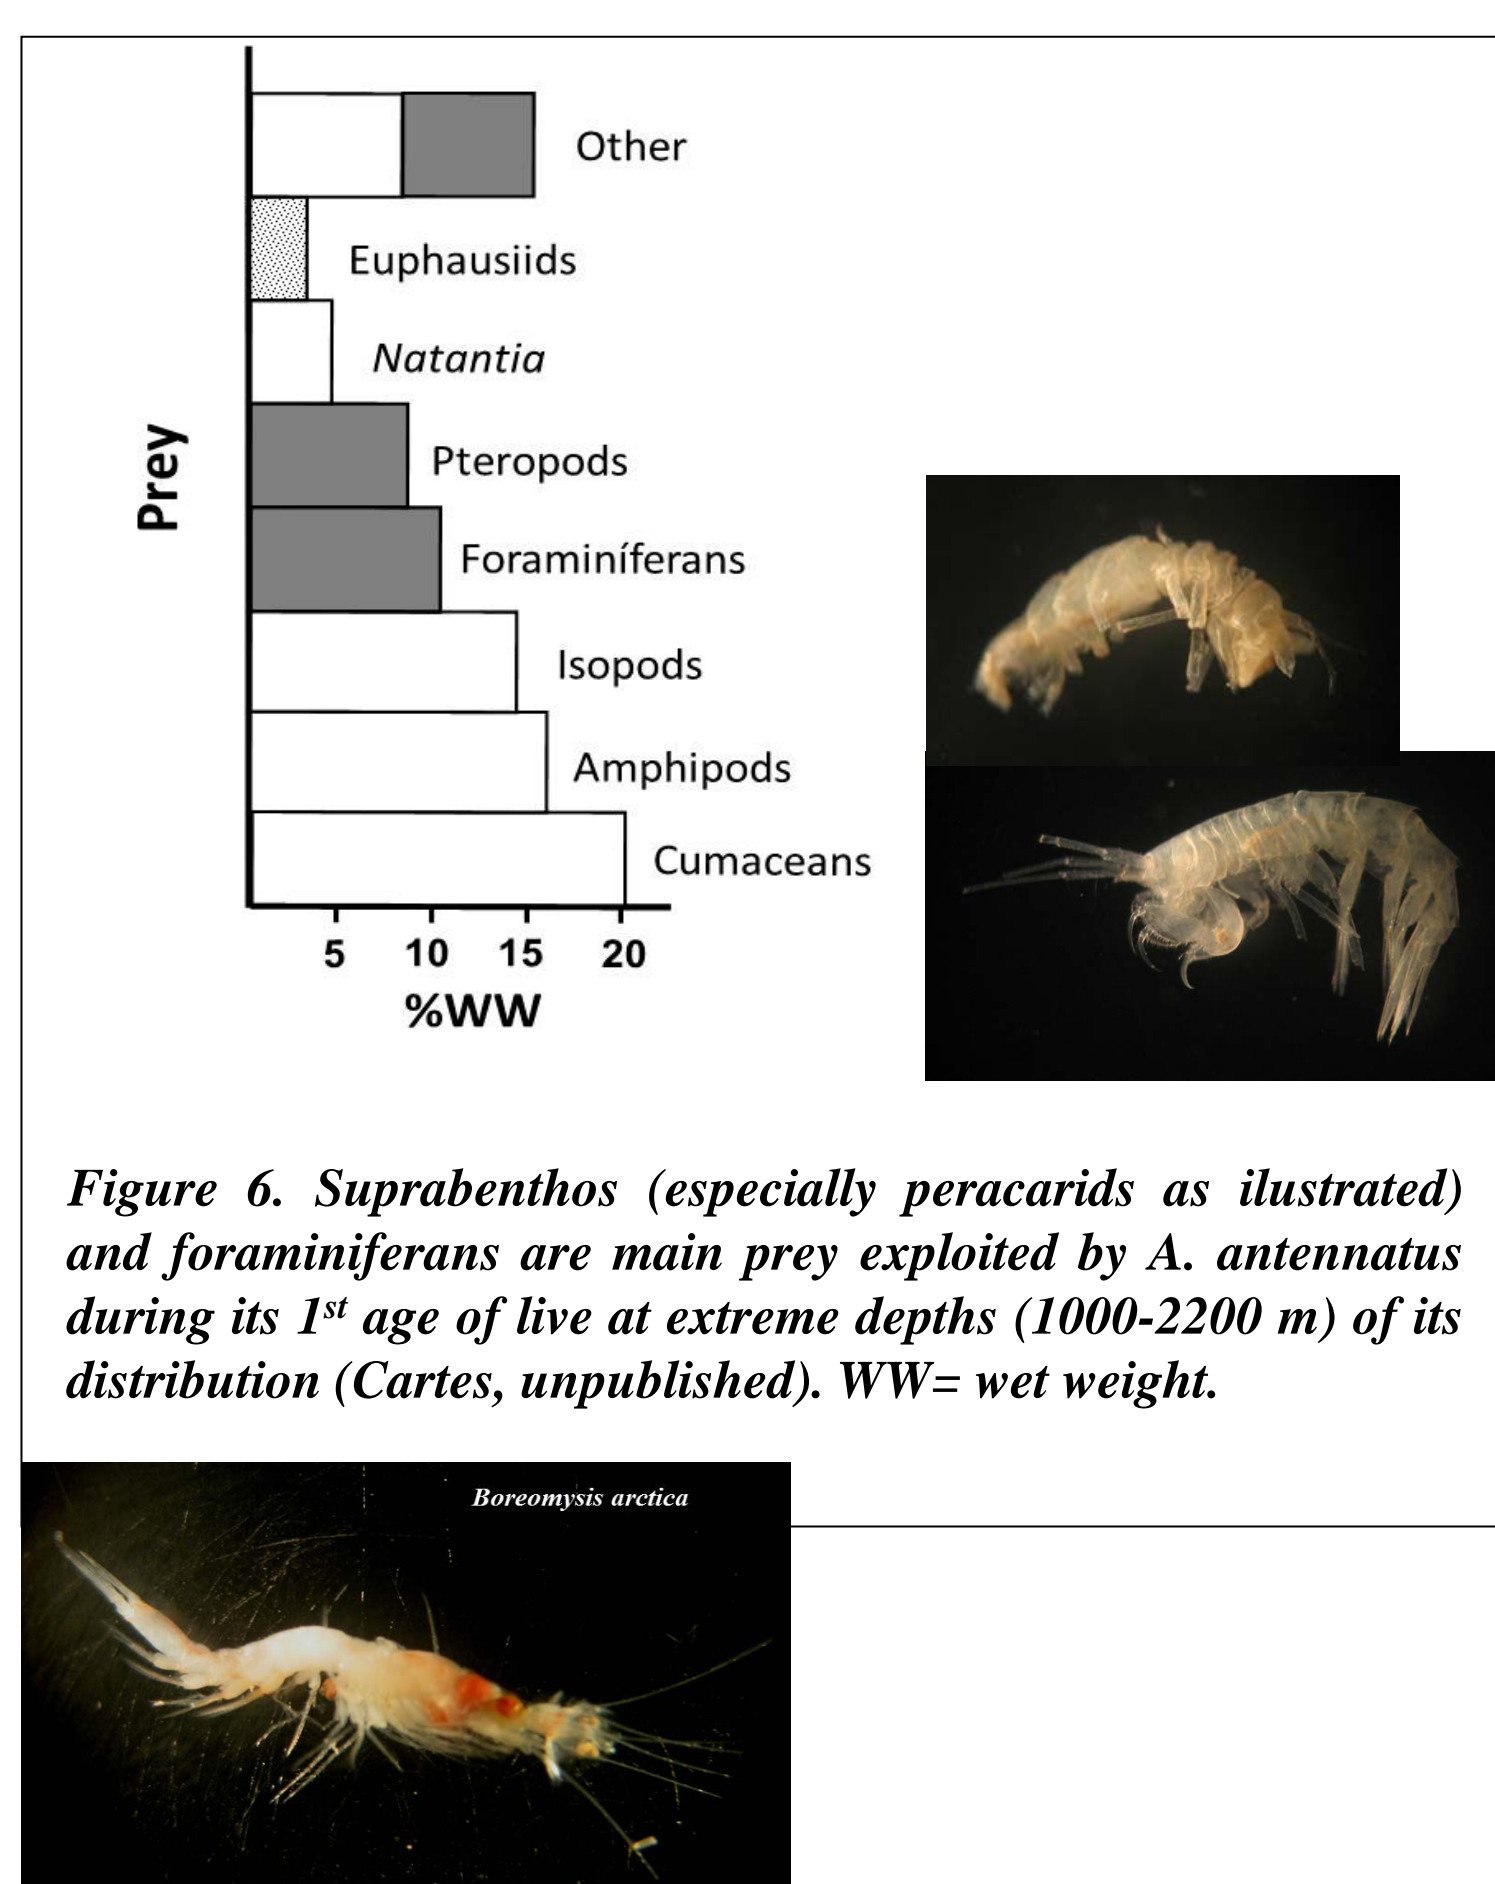 Other
Euphausiids
Natantia
Pteropods
Prey
Foraminíferans
Isopods
Amphipods
Cumaceans
5 10 15 20
%WW
Figure 6. Suprabenthos (especially peracarids as ilustrated)
and foraminiferans are main prey exploited by A. antennatus
during its 1st age of live at extreme depths (1000-2200 m) of its
distribution (Cartes, unpublished). WW= wet weight.
Boreomysis arctica